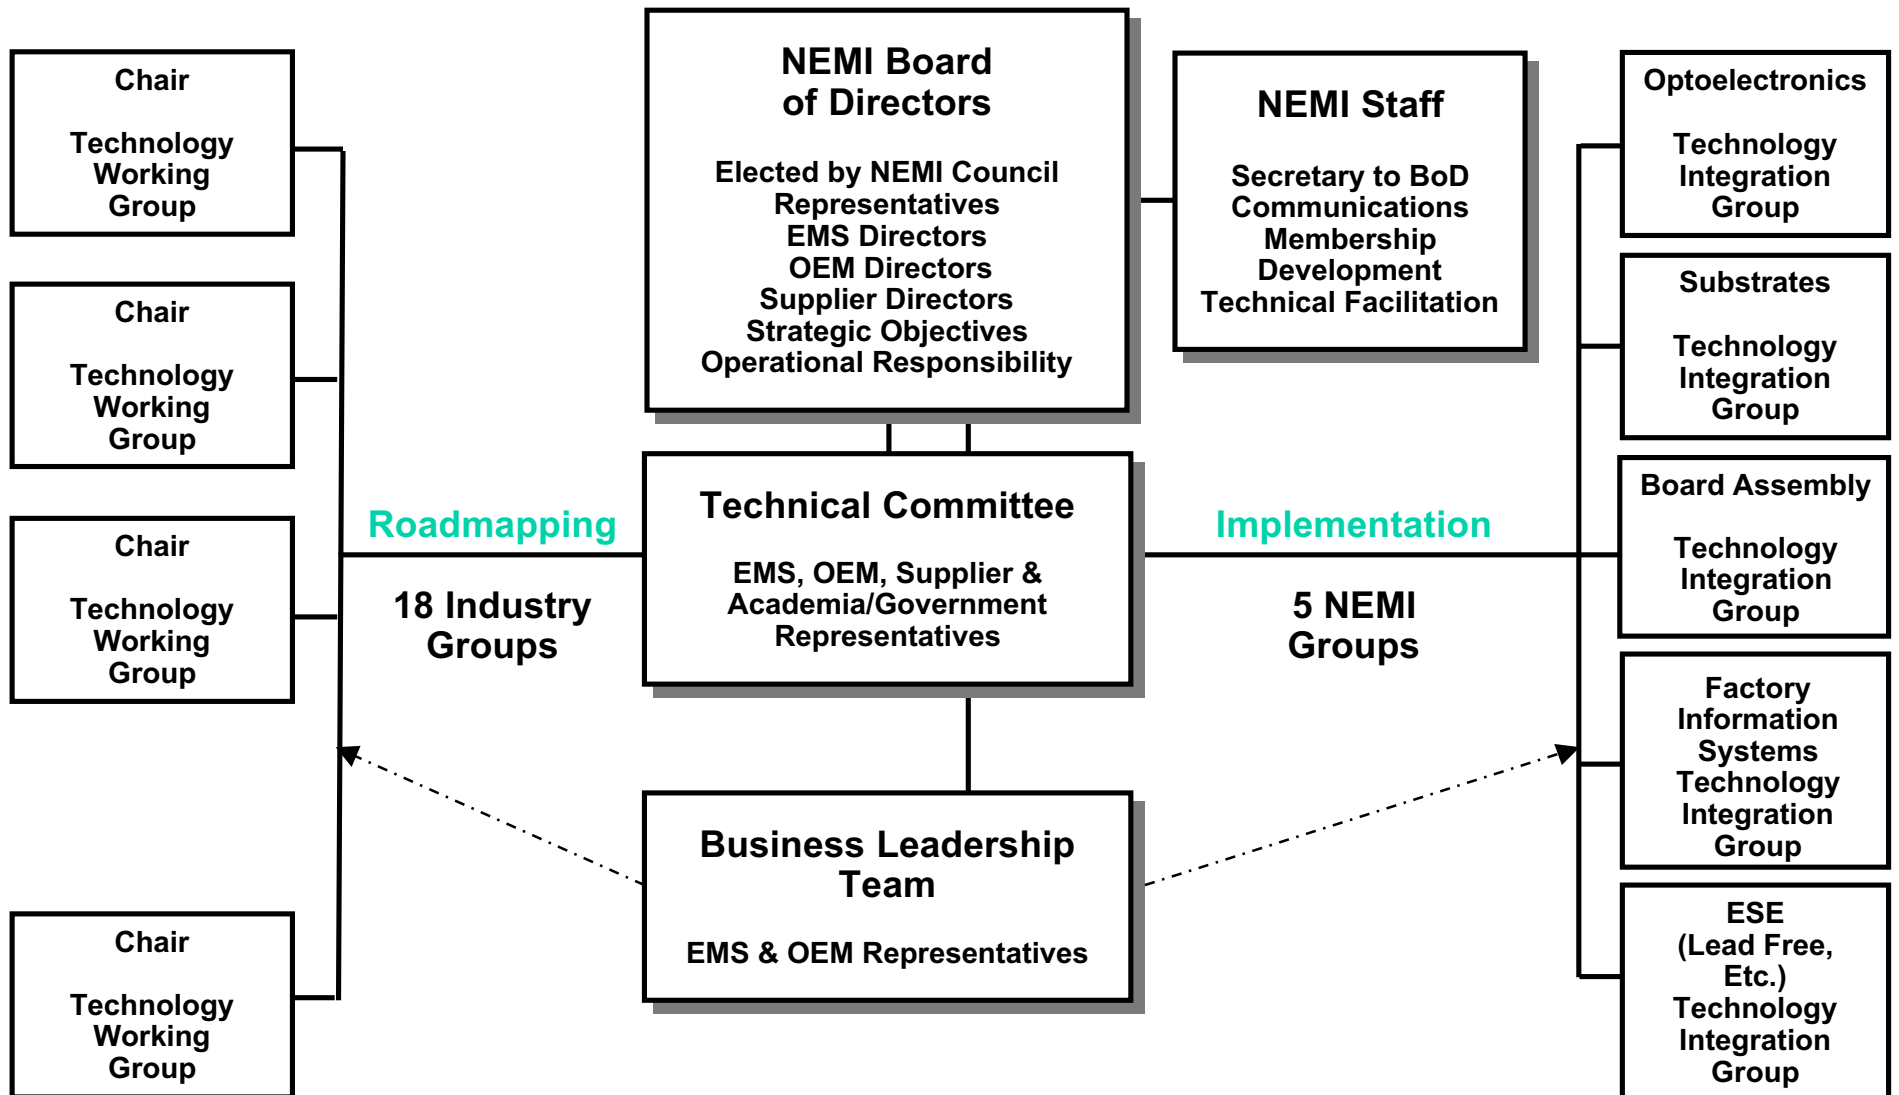 Chair
Technology
Working
Group
Chair
Technology
Working
Group
Chair
Technology
Working
Group
Chair
Technology
Working
Group
Roadmapping
18 Industry
Groups
NEMI Board
of Directors
Elected by NEMI Council
Representatives
EMS Directors
OEM Directors
Supplier Directors
Strategic Objectives
Operational Responsibility
NEMI Staff
Secretary to BoD
Communications
Membership
Development
Technical Facilitation
Technical Committee
EMS, OEM, Supplier &
Academia/Government
Representatives
Business Leadership
Team
EMS & OEM Representatives
Implementation
5 NEMI
Groups
Optoelectronics
Technology
Integration
Group
Substrates
Technology
Integration
Group
Board Assembly
Technology
Integration
Group
Factory
Information
Systems
Technology
Integration
Group
ESE
(Lead Free,
Etc.)
Technology
Integration
Group